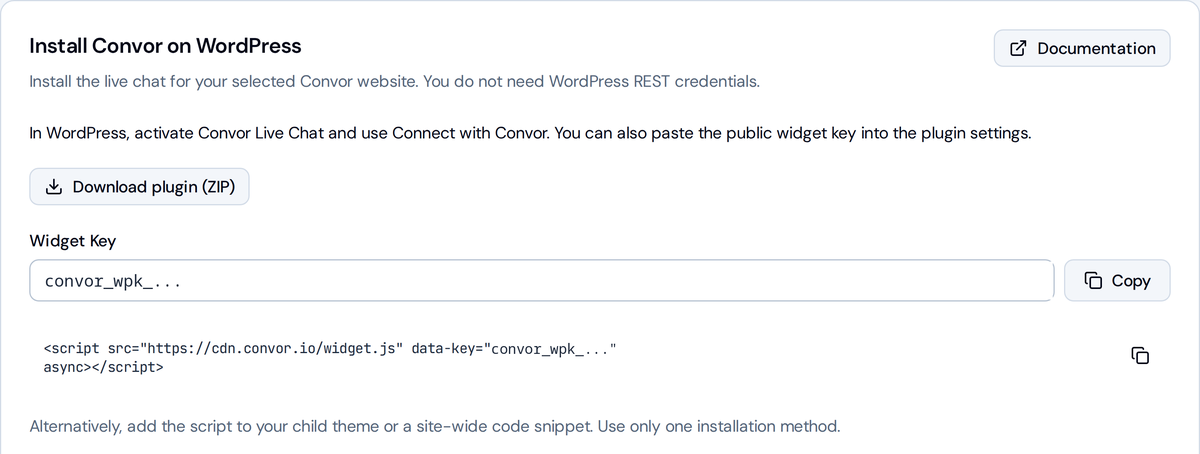 Install Convor on WordPress
Documentation
Install the live chat for your selected Convor website. You do not need WordPress REST credentials.
In WordPress, activate Convor Live Chat and use Connect with Convor. You can also paste the public widget key into the plugin settings.
Download plugin (ZIP)
Widget Key
convor_wpk_...
Copy
<script src="https://cdn.convor.io/widget.js" data-key="convor_wpk_..."
async></script>
Alternatively, add the script to your child theme or a site-wide code snippet. Use only one installation method.